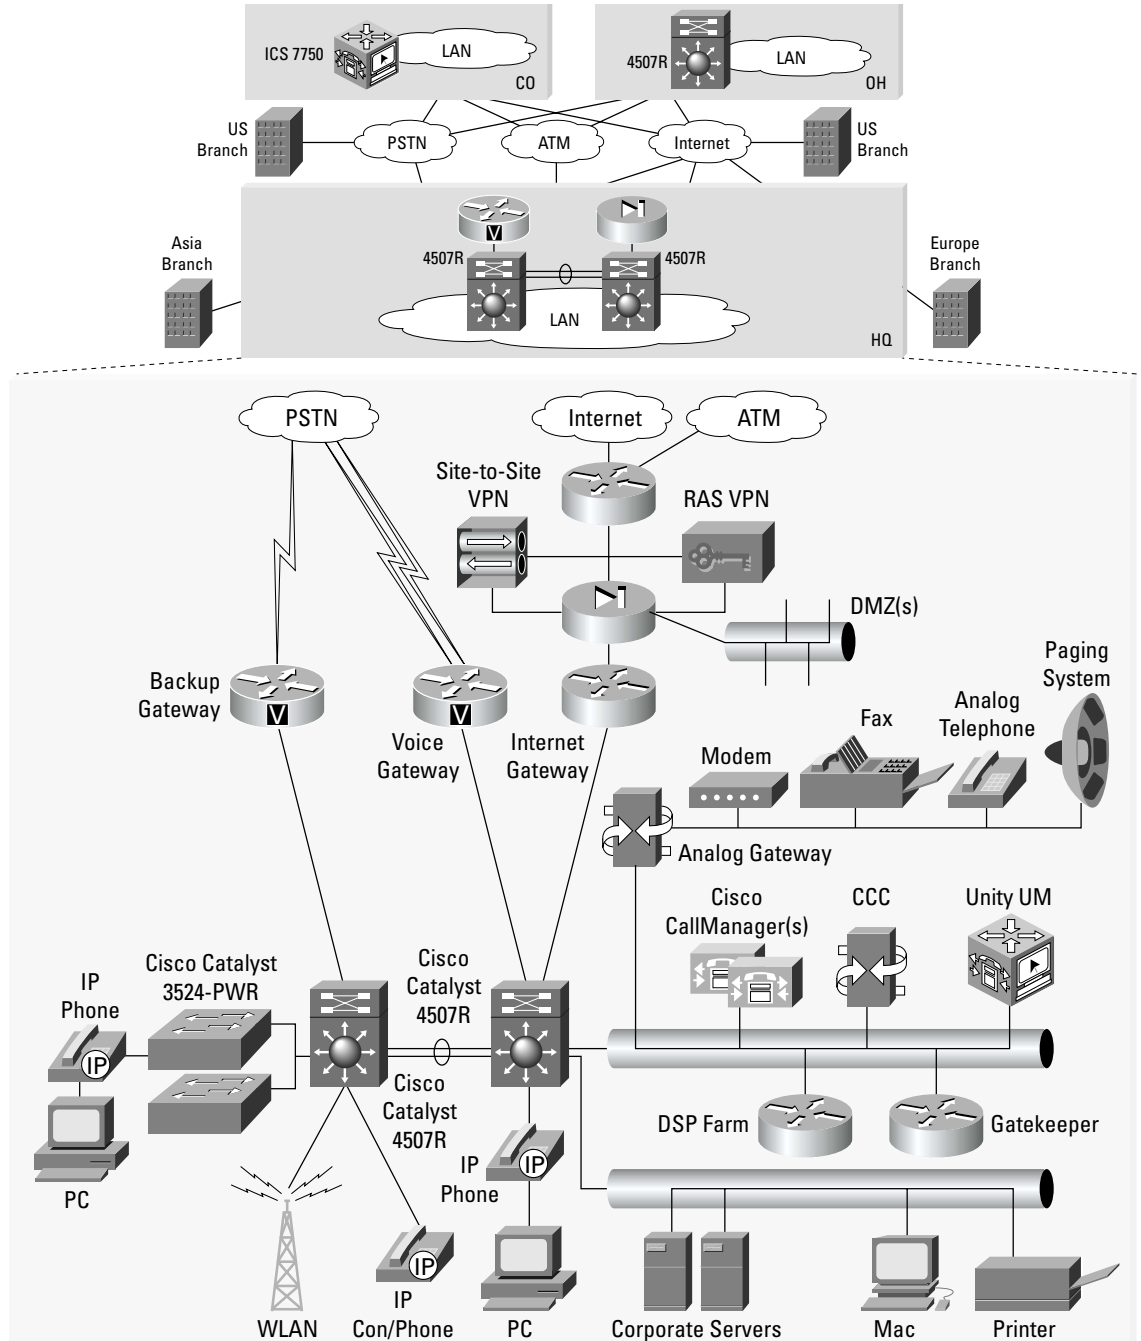 ICS 7750
LAN
CO
4507R
LAN
OH
US
Branch
PSTN
ATM
Internet
US
Branch
Asia
Branch
V
4507R
4507R
LAN
HQ
Europe
Branch
PSTN
Internet
ATM
Site-to-Site
VPN
RAS VPN
DMZ(s)
Backup
Gateway
V
V
Voice
Gateway
Internet
Gateway
Paging
System
Analog
Telephone
Fax
Modem
Analog Gateway
Cisco
CallManager(s)
CCC
Unity UM
IP
Phone
Cisco Catalyst
3524-PWR
Cisco
Catalyst
4507R
IP
PC
Cisco
Catalyst
4507R
DSP Farm
Gatekeeper
IP
Phone
IP
WLAN
IP
IP
Con/Phone
PC
Corporate Servers
Mac
Printer